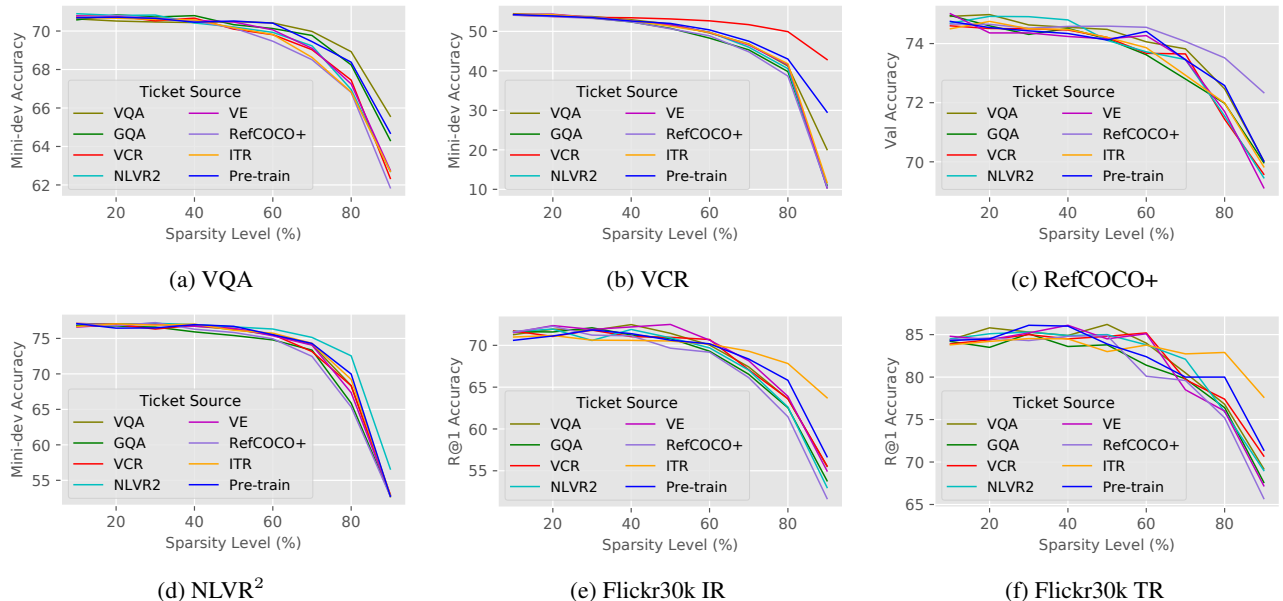 Mini-dev Accuracy
70
68
66
64
62
Ticket Source
VQA
GQA
VCR
NLVR2
VE
RefCOCO+
ITR
Pre-train
20
40
60
80
Sparsity Level (%)
(a) VQA
Mini-dev Accuracy
50
40
30
20
10
Ticket Source
VQA
GQA
VCR
NLVR2
VE
RefCOCO+
ITR
Pre-train
20
40
60
80
Sparsity Level (%)
(b) VCR
Val Accuracy
74
72
70
Ticket Source
VQA
GQA
VCR
NLVR2
VE
RefCOCO+
ITR
Pre-train
20
40
60
80
Sparsity Level (%)
(c) RefCOCO+
Mini-dev Accuracy
75
70
65
60
55
Ticket Source
VQA
GQA
VCR
NLVR2
VE
RefCOCO+
ITR
Pre-train
20
40
60
80
Sparsity Level (%)
(d) NLVR²
R@1 Accuracy
70
65
60
55
Ticket Source
VQA
GQA
VCR
NLVR2
VE
RefCOCO+
ITR
Pre-train
20
40
60
80
Sparsity Level (%)
(e) Flickr30k IR
R@1 Accuracy
85
80
75
70
65
Ticket Source
VQA
GQA
VCR
NLVR2
VE
RefCOCO+
ITR
Pre-train
20
40
60
80
Sparsity Level (%)
(f) Flickr30k TR